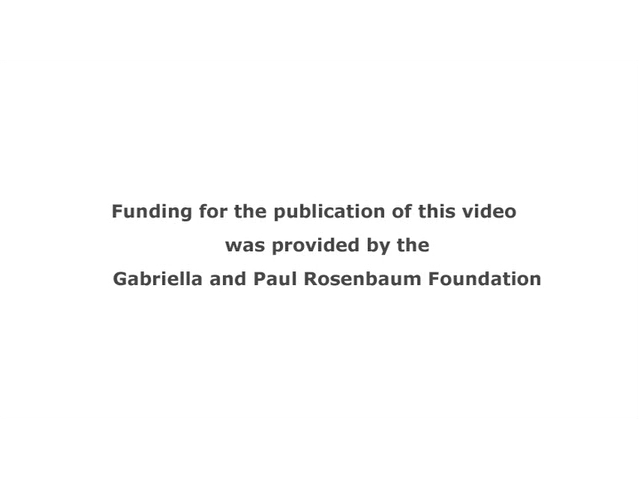 Funding for the publication of this video
was provided by the
Gabriella and Paul Rosenbaum Foundation